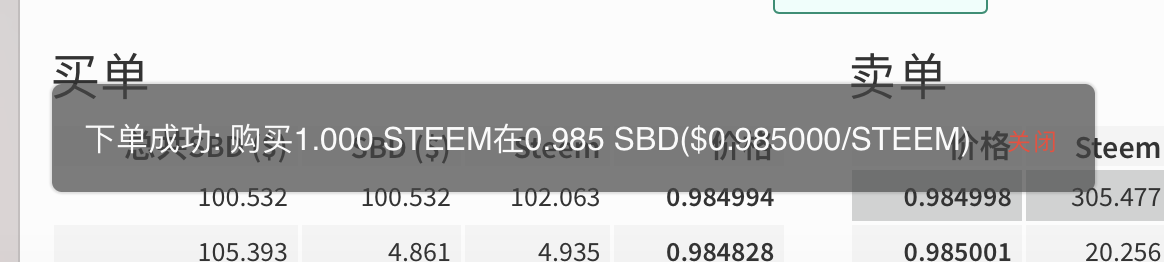 买单
卖单
下单成功: 购买1.000 STEEM在0.985 SBD($0.985000/STEEM)
关闭
总共SBD ($) SBD ($) Steem 价格
价格 Steem
100.532 100.532 102.063 0.984994
0.984998 305.477
105.393 4.861 4.935 0.984828
0.985001 20.256